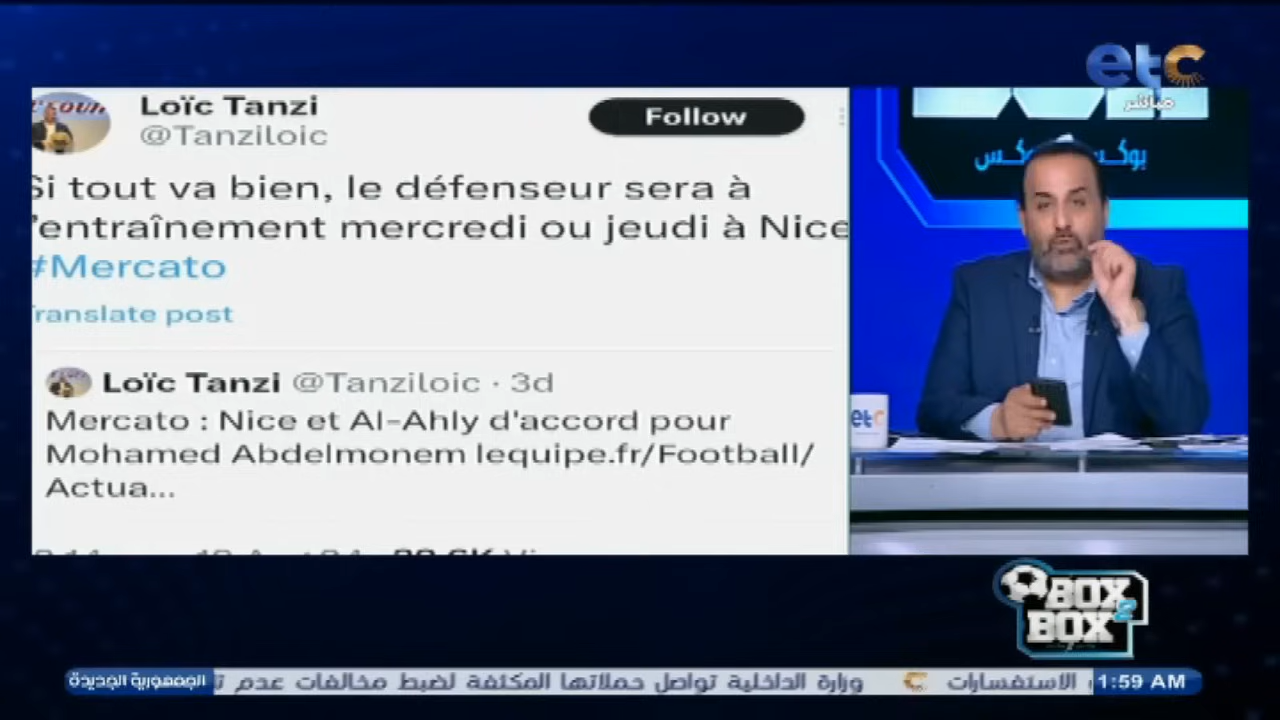 etc
مباشر
Loïc Tanzi
Follow
@Tanziloic
Si tout va bien, le défenseur sera à
l'entraînement mercredi ou jeudi à Nice
#Mercato
Translate post
Loïc Tanzi @Tanziloic · 3d
Mercato : Nice et Al-Ahly d'accord pour
Mohamed Abdelmonem lequipe.fr/Football/
Actua...
etc
BOX 2
BOX
الجمهورية الجديدة
وزارة الداخلية تواصل حملاتها المكثفة لضبط مخالفات عدم
الاستفسارات
1:59 AM